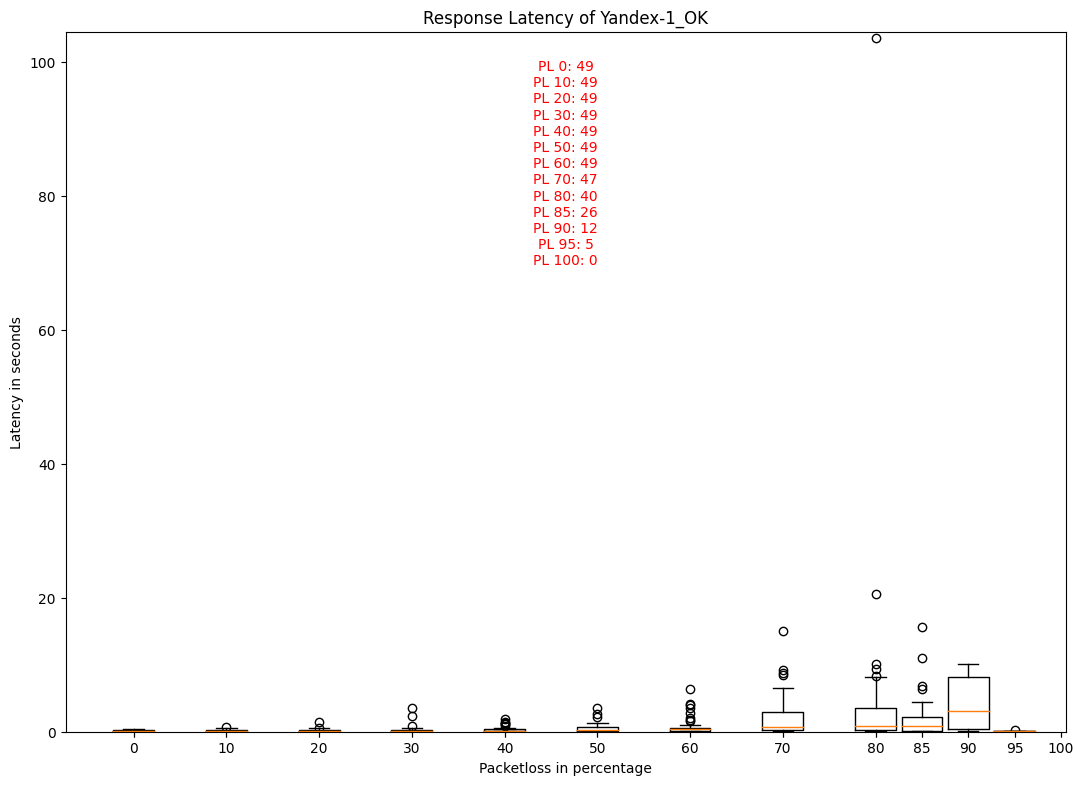 Response Latency of Yandex-1_OK
100
80
60
40
20
0
Latency in seconds
PL 0: 49
PL 10: 49
PL 20: 49
PL 30: 49
PL 40: 49
PL 50: 49
PL 60: 49
PL 70: 47
PL 80: 40
PL 85: 26
PL 90: 12
PL 95: 5
PL 100: 0
0 10 20 30 40 50 60 70 80 85 90 95 100
Packetloss in percentage